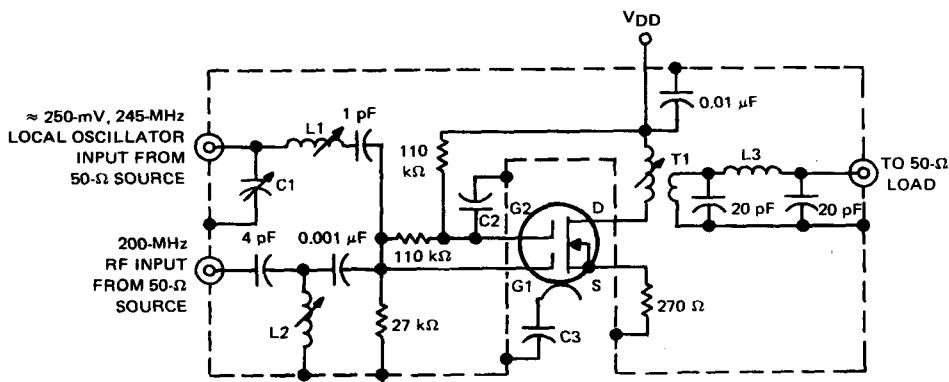 VDD
0.01 μF
≈ 250-mV, 245-MHz
LOCAL OSCILLATOR
INPUT FROM
50-Ω SOURCE
L1
1 pF
110
kΩ
T1
L3
TO 50-Ω
LOAD
C1
C2
G2
D
20 pF
20 pF
200-MHz
RF INPUT
FROM 50-Ω
SOURCE
4 pF
0.001 μF
110 kΩ
G1
S
L2
27 kΩ
C3
270 Ω